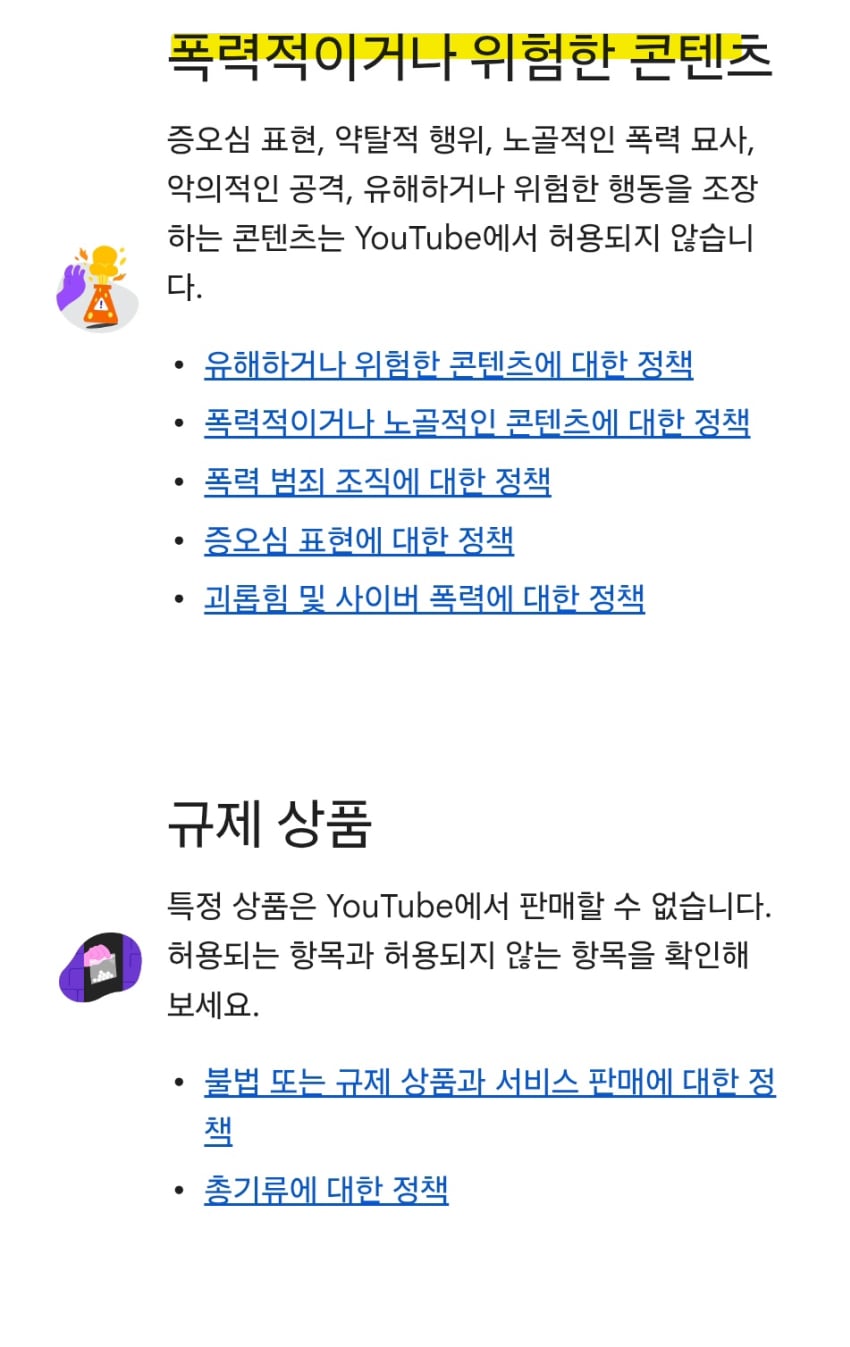 폭력적이거나 위험한 콘텐츠
증오심 표현, 약탈적 행위, 노골적인 폭력 묘사,
악의적인 공격, 유해하거나 위험한 행동을 조장
하는 콘텐츠는 YouTube에서 허용되지 않습니
다.
• 유해하거나 위험한 콘텐츠에 대한 정책
• 폭력적이거나 노골적인 콘텐츠에 대한 정책
• 폭력 범죄 조직에 대한 정책
• 증오심 표현에 대한 정책
• 괴롭힘 및 사이버 폭력에 대한 정책
규제 상품
특정 상품은 YouTube에서 판매할 수 없습니다.
허용되는 항목과 허용되지 않는 항목을 확인해
보세요.
• 불법 또는 규제 상품과 서비스 판매에 대한 정
책
• 총기류에 대한 정책